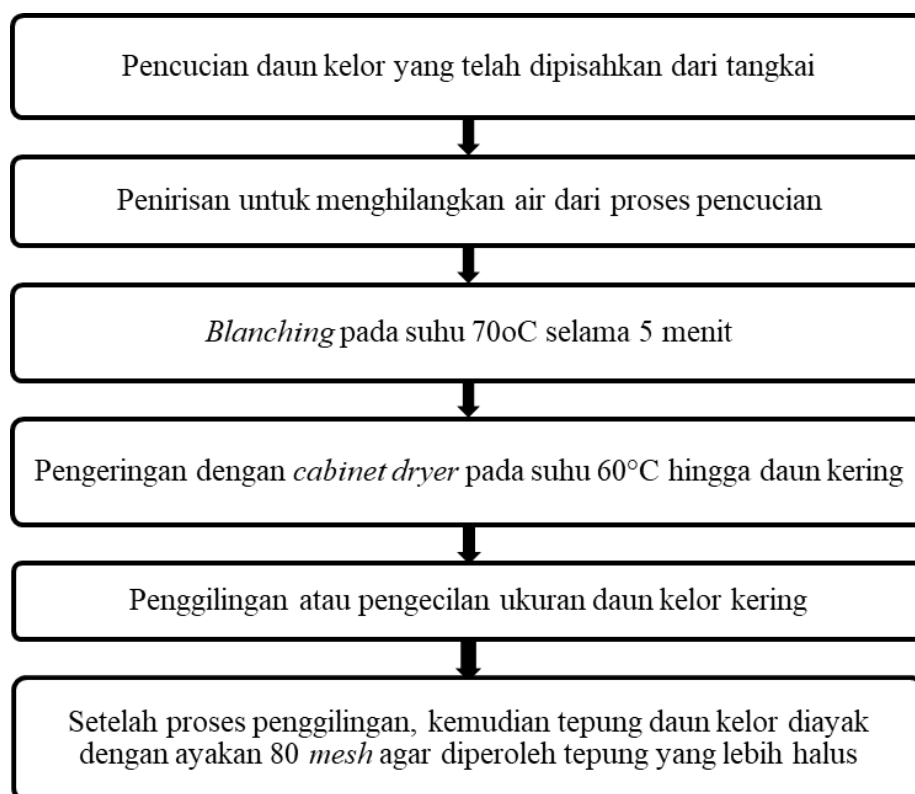 Pencucian daun kelor yang telah dipisahkan dari tangkai
Penirisan untuk menghilangkan air dari proses pencucian
Blanching pada suhu 70oC selama 5 menit
Pengeringan dengan cabinet dryer pada suhu 60°C hingga daun kering
Penggilingan atau pengecilan ukuran daun kelor kering
Setelah proses penggilingan, kemudian tepung daun kelor diayak
dengan ayakan 80 mesh agar diperoleh tepung yang lebih halus